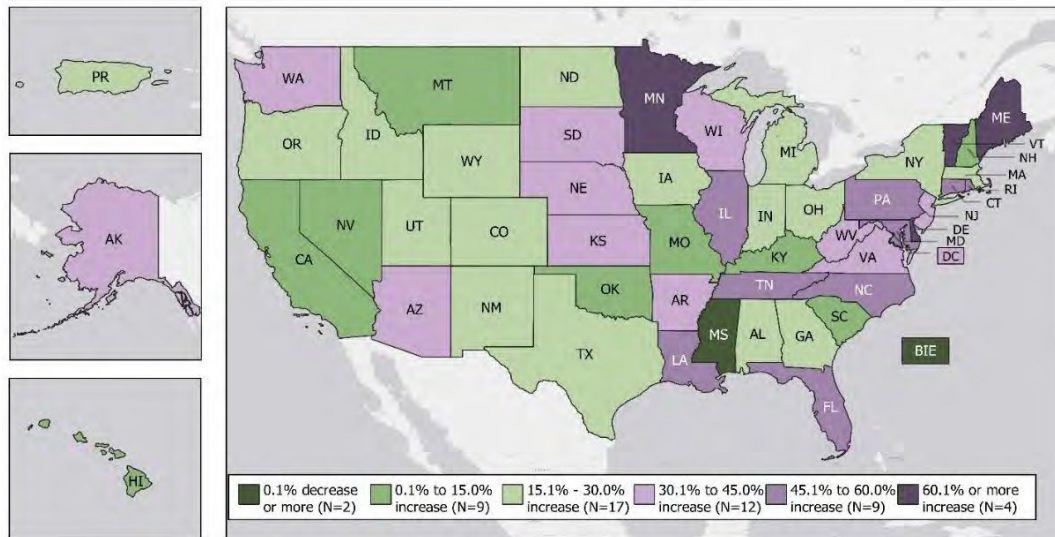 PR
AK
HI
WA
MT
ND
MN
ME
VT
NH
MA
RI
CT
NJ
DE
MD
DC
OR
ID
WY
SD
WI
MI
NY
NE
IA
IL
IN
OH
PA
NV
UT
CO
KS
MO
KY
WV
VA
CA
AZ
NM
OK
AR
TN
NC
SC
TX
LA
MS
AL
GA
FL
BIE
0.1% decrease
or more (N=2)
0.1% to 15.0%
increase (N=9)
15.1% - 30.0%
increase (N=17)
30.1% to 45.0%
increase (N=12)
45.1% to 60.0%
increase (N=9)
60.1% or more
increase (N=4)